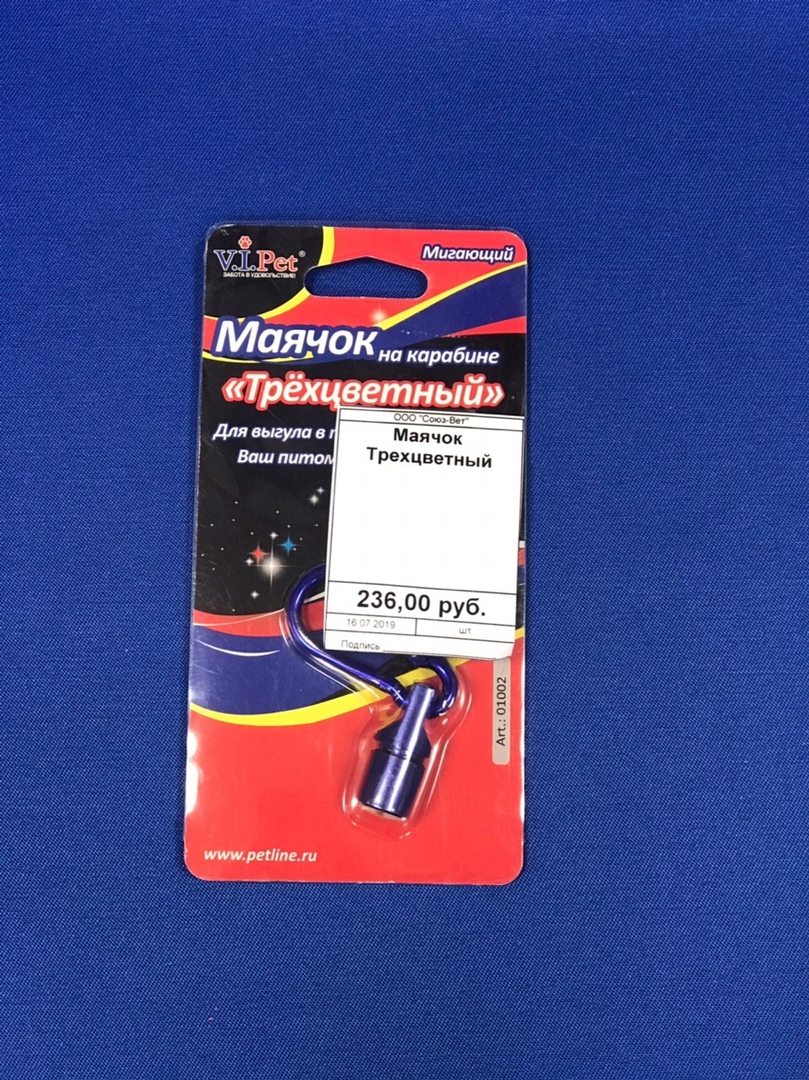 V.I.Pet®
ЗАБОТА В УДОВОЛЬСТВИЕ!
Мигающий
Маячок
на карабине
«Трёхцветный»
Для выгула в
Ваш
ООО "Союз-Вет"
Маячок
Трехцветный
236,00 руб.
16.07.2019
шт
Подпись
Art.: 01002
www.petline.ru